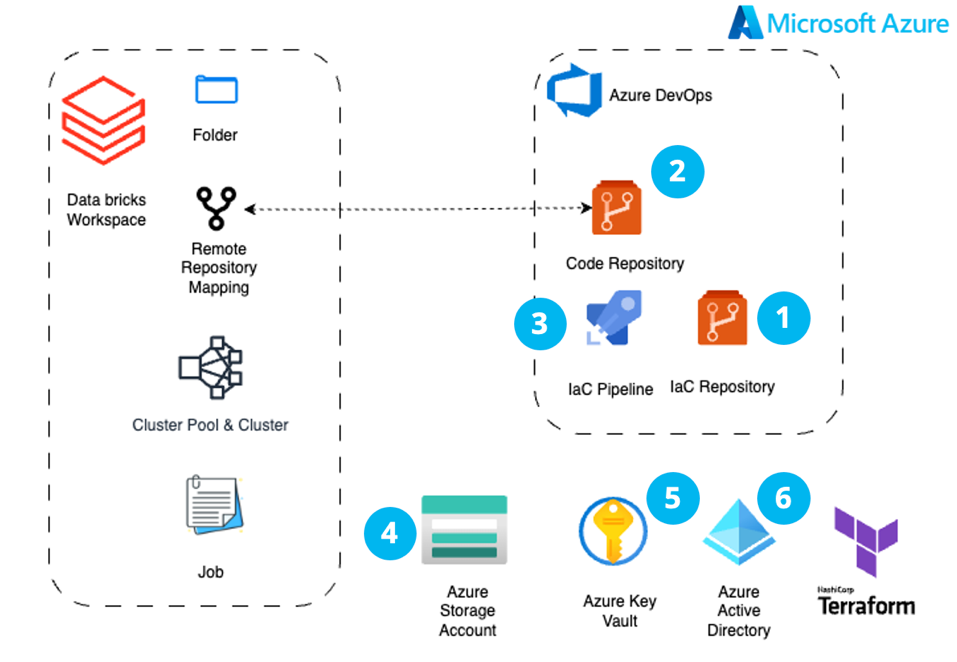 Microsoft Azure
Folder
Data bricks
Workspace
Remote
Repository
Mapping
Cluster Pool & Cluster
Job
Azure DevOps
2
Code Repository
3
1
IaC Pipeline
IaC Repository
4
Azure
Storage
Account
5
Azure Key
Vault
6
Azure
Active
Directory
HashiCorp
Terraform